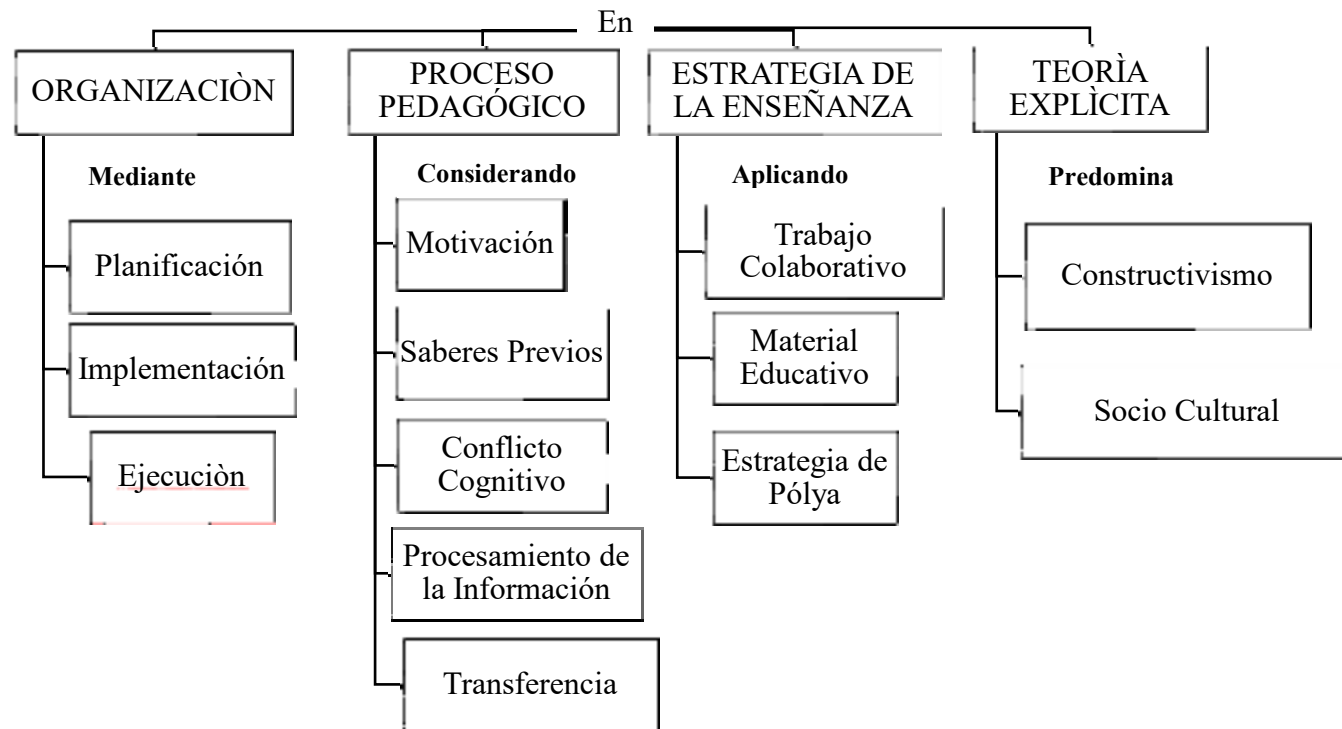 En
ORGANIZACIÒN
PROCESO
PEDAGÓGICO
ESTRATEGIA DE
LA ENSEÑANZA
TEORÌA
EXPLÌCITA
Mediante
Planificación
Implementación
Ejecuciòn
Considerando
Motivación
Saberes Previos
Conflicto
Cognitivo
Procesamiento de
la Información
Transferencia
Aplicando
Trabajo
Colaborativo
Material
Educativo
Estrategia de
Pólya
Predomina
Constructivismo
Socio Cultural